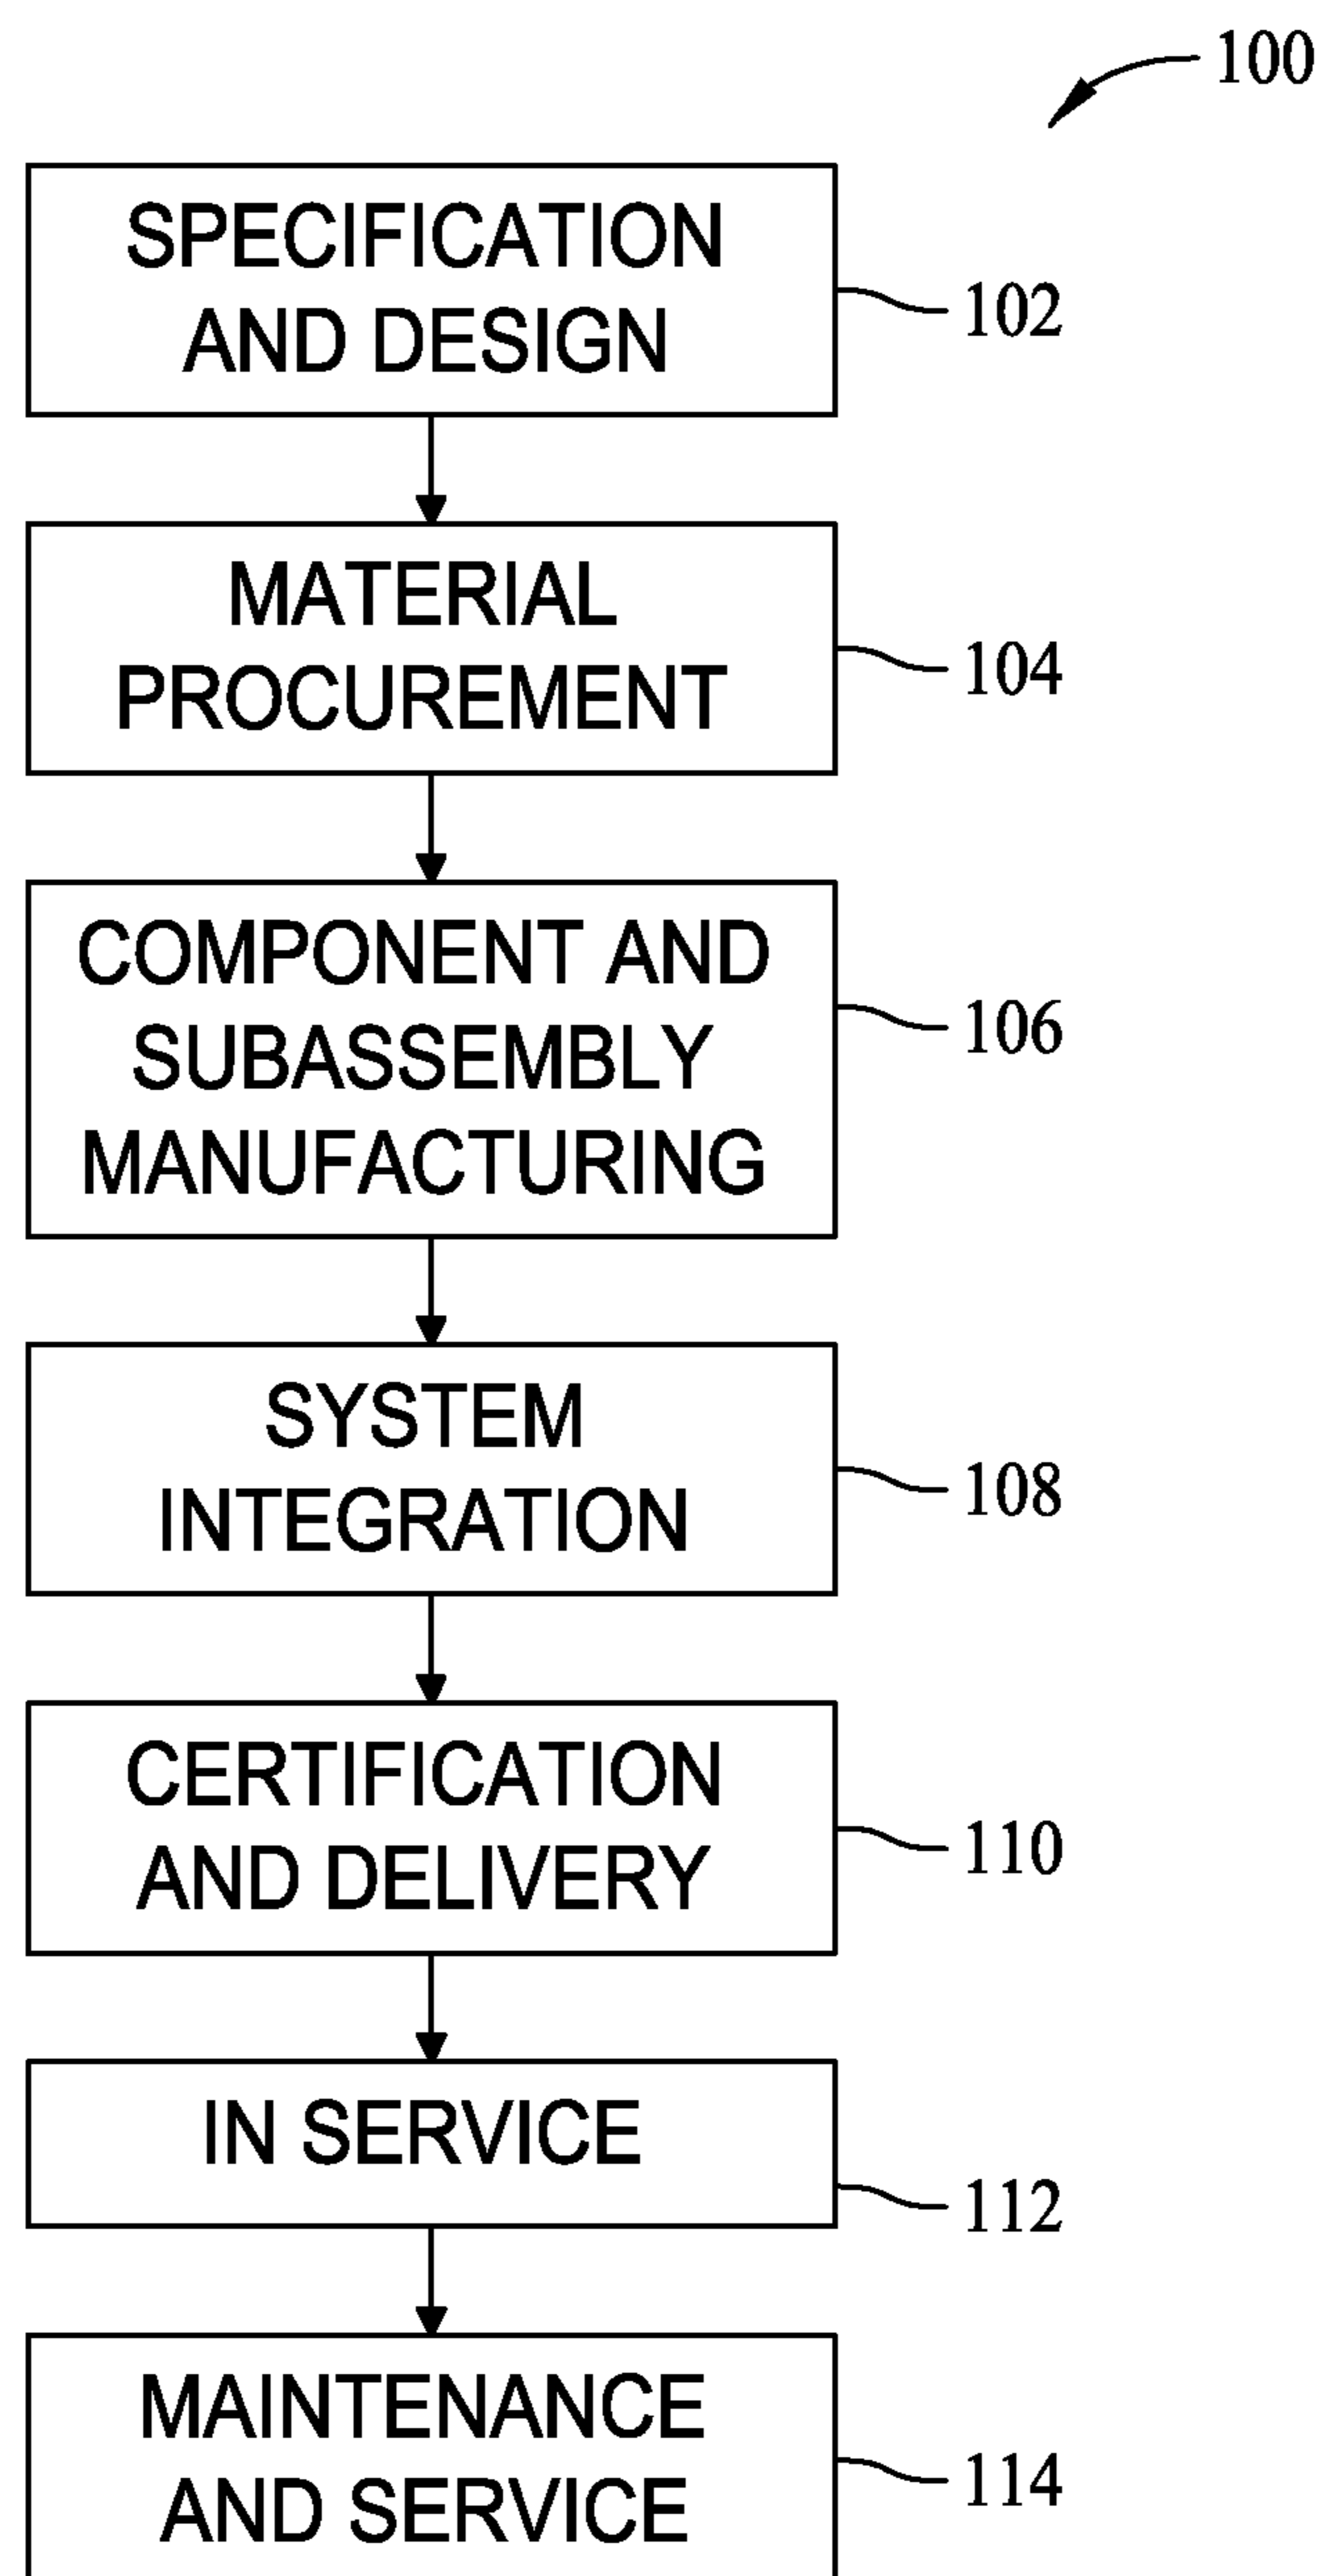 100
SPECIFICATION
AND DESIGN
102
MATERIAL
PROCUREMENT
104
COMPONENT AND
SUBASSEMBLY
MANUFACTURING
106
SYSTEM
INTEGRATION
108
CERTIFICATION
AND DELIVERY
110
IN SERVICE
112
MAINTENANCE
AND SERVICE
114